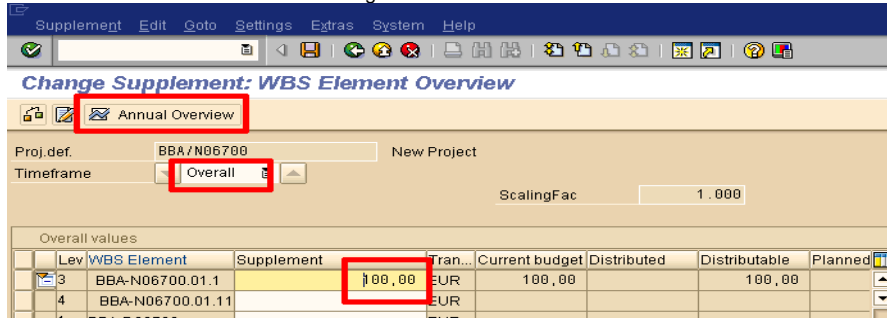 Supplement Edit Goto Settings Extras System Help
Change Supplement: WBS Element Overview
Annual Overview
Proj.def. BBA/N06700 New Project
Timeframe Overall
ScalingFac 1.000
Overall values
Lev WBS Element Supplement Tran... Current budget Distributed Distributable Planned
3 BBA-N06700.01.1 100,00 EUR 100,00 100,00
4 BBA-N06700.01.11 EUR